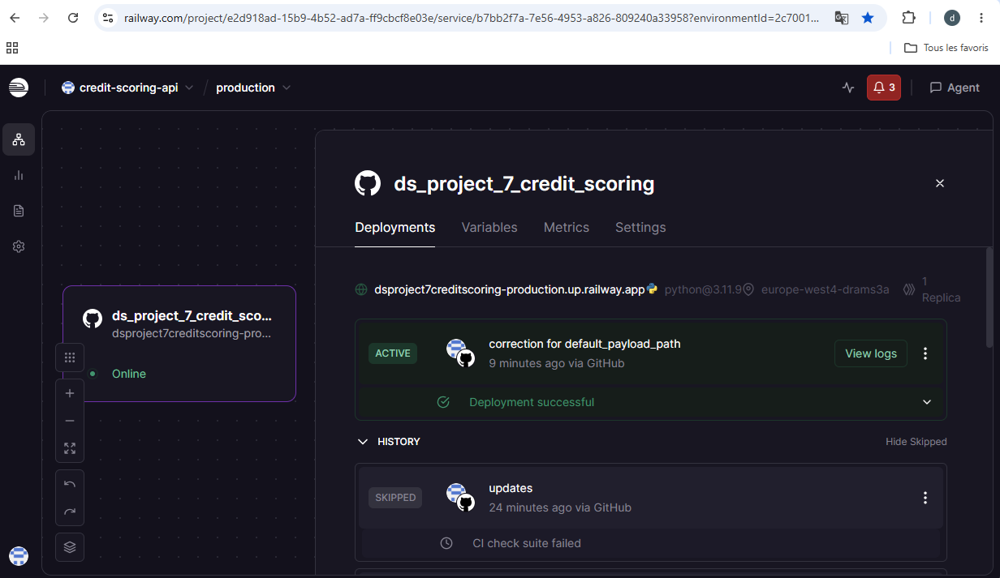 railway.com/project/e2d918ad-15b9-4b52-ad7a-ff9cbcf8e03e/service/b7bb2f7a-7e56-4953-a826-809240a33958?environmentId=2c7001...
d
Tous les favoris
credit-scoring-api
production
3
Agent
ds_project_7_credit_scoring
Deployments Variables Metrics Settings
ds_project_7_credit_sco...
dsproject7creditscoring-pro...
Online
dsproject7creditscoring-production.up.railway.app python@3.11.9 europe-west4-drams3a 1
Replica
ACTIVE
correction for default_payload_path
9 minutes ago via GitHub
View logs
Deployment successful
HISTORY
Hide Skipped
SKIPPED
updates
24 minutes ago via GitHub
CI check suite failed